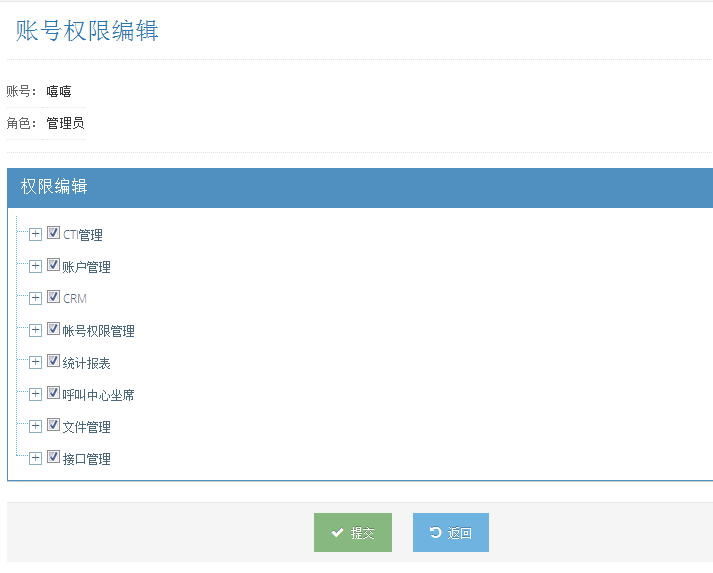 账号权限编辑
账号： 嘻嘻
角色： 管理员
权限编辑
CTI管理
账户管理
CRM
帐号权限管理
统计报表
呼叫中心坐席
文件管理
接口管理
提交 返回